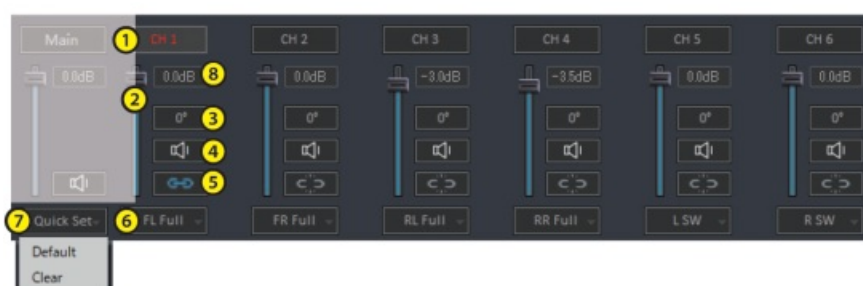 Main 1 CH 1 CH 2 CH 3 CH 4 CH 5 CH 6
0.0dB 0.0dB 8 0.0dB -3.0dB -3.5dB 0.0dB 0.0dB
2
0° 3 0° 0° 0° 0° 0°
4
5
7 Quick Set 6 FL Full FR Full RL Full RR Full L SW R SW
Default
Clear